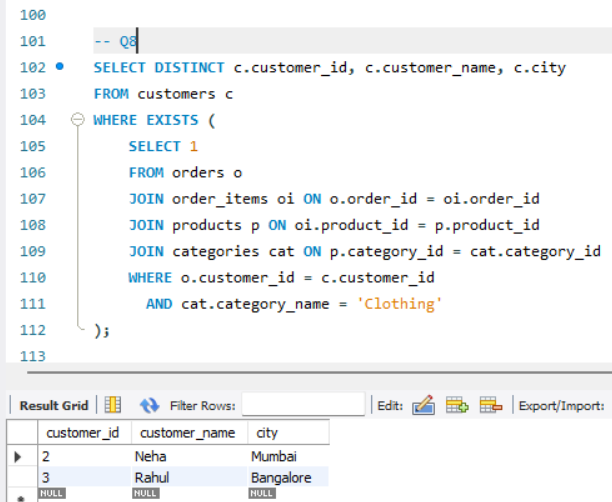 100
101 -- Q8
102 SELECT DISTINCT c.customer_id, c.customer_name, c.city
103 FROM customers c
104 WHERE EXISTS (
105 SELECT 1
106 FROM orders o
107 JOIN order_items oi ON o.order_id = oi.order_id
108 JOIN products p ON oi.product_id = p.product_id
109 JOIN categories cat ON p.category_id = cat.category_id
110 WHERE o.customer_id = c.customer_id
111 AND cat.category_name = 'Clothing'
112 );
113
Result Grid Filter Rows: Edit: Export/Import:
customer_id customer_name city
2 Neha Mumbai
3 Rahul Bangalore
NULL NULL NULL